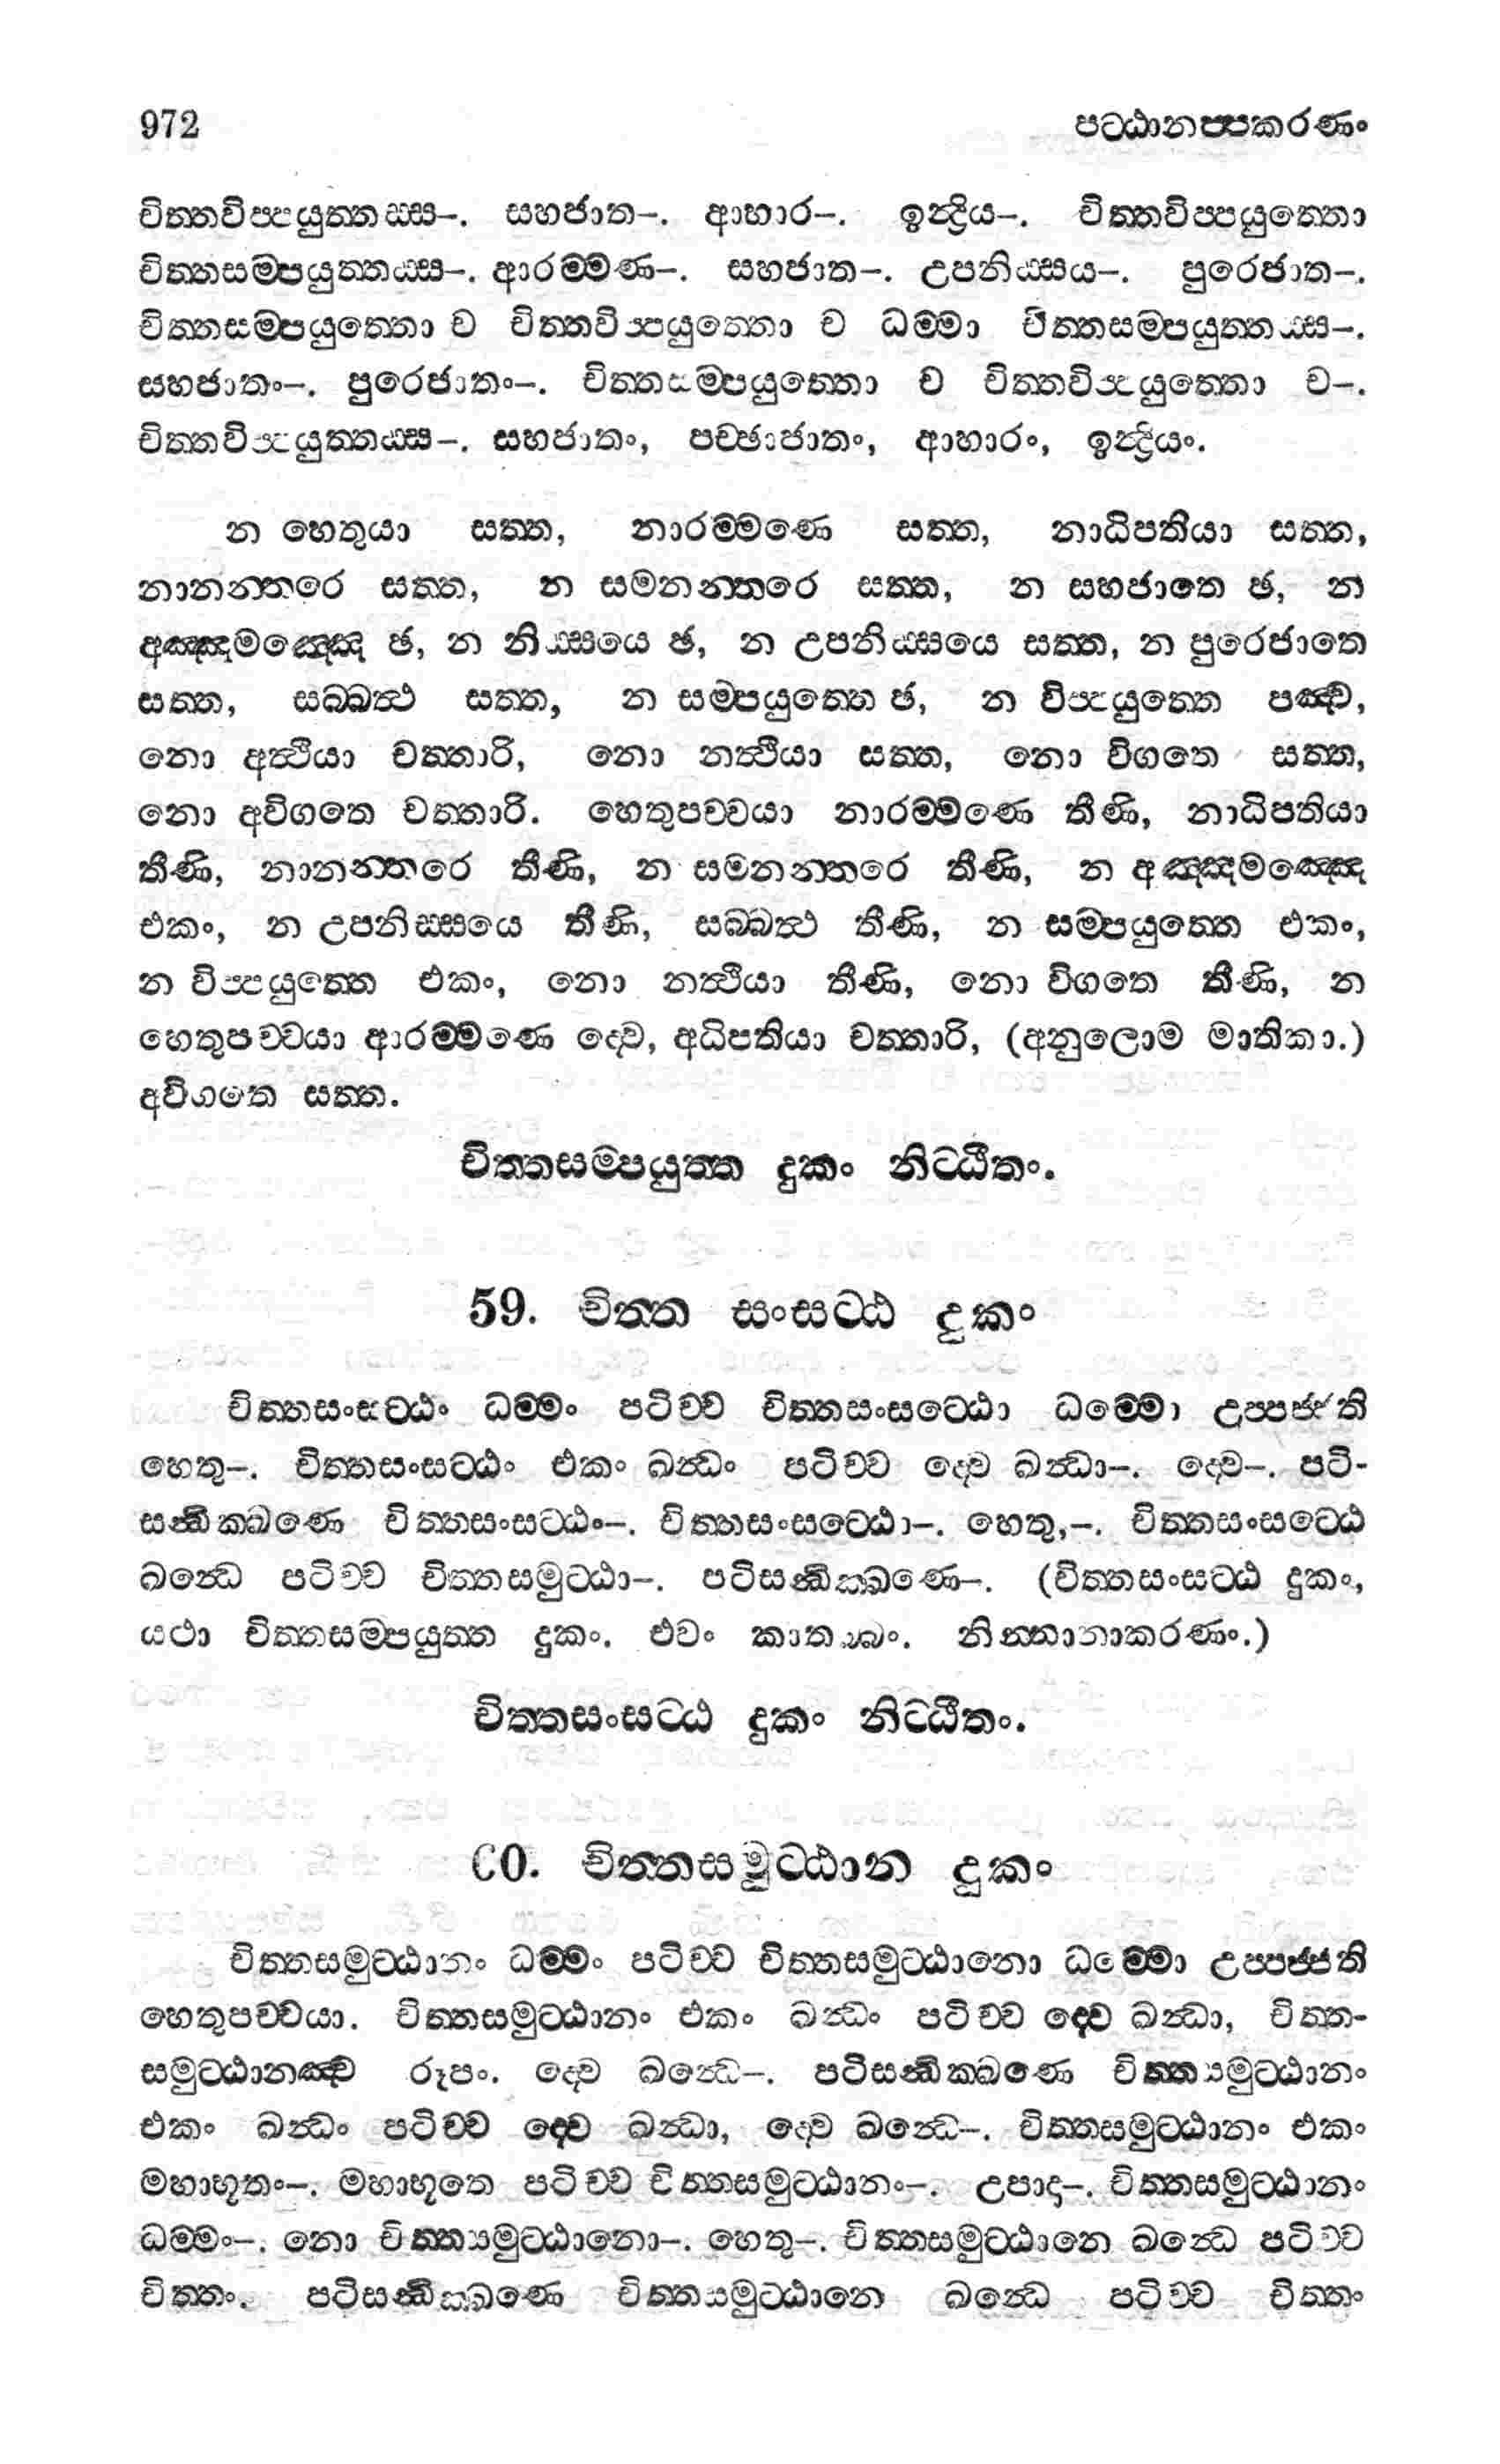 972 පට්ඨානප්පකරණං
චිත්තවිප්පයුත්තස්ස–. සහජාත–. ආහාර–. ඉන්ද්‍රිය–. චිත්තවිප්පයුත්තො
චිත්තසම්පයුත්තස්ස–. ආරම්මණ–. සහජාත–. උපනිස්සය–. පුරෙජාත–.
චිත්තසම්පයුත්තො ච චිත්තවිප්පයුත්තො ච ධම්මා චිත්තසම්පයුත්තස්ස–.
සහජාතං–. පුරෙජාතං–. චිත්තසම්පයුත්තො ච චිත්තවිප්පයුත්තො ච–.
චිත්තවිප්පයුත්තස්ස–. සහජාතං, පච්ඡාජාතං, ආහාරං, ඉන්ද්‍රියං.
න හෙතුයා සත්ත, නාරම්මණෙ සත්ත, නාධිපතියා සත්ත,
නානන්තරෙ සත්ත, න සමනන්තරෙ සත්ත, න සහජාතෙ ඡ, න
අඤ්ඤමඤ්ඤෙ ඡ, න නිස්සයෙ ඡ, න උපනිස්සයෙ සත්ත, න පුරෙජාතෙ
සත්ත, සබ්බත්ථ සත්ත, න සම්පයුත්තෙ ඡ, න විප්පයුත්තෙ පඤ්ච,
නො අත්ථියා චත්තාරි, නො නත්ථියා සත්ත, නො විගතෙ සත්ත,
නො අවිගතෙ චත්තාරි. හෙතුපච්චයා නාරම්මණෙ තීණි, නාධිපතියා
තීණි, නානන්තරෙ තීණි, න සමනන්තරෙ තීණි, න අඤ්ඤමඤ්ඤෙ
එකං, න උපනිස්සයෙ තීණි, සබ්බත්ථ තීණි, න සම්පයුත්තෙ එකං,
න විප්පයුත්තෙ එකං, නො නත්ථියා තීණි, නො විගතෙ තීණි, න
හෙතුපච්චයා ආරම්මණෙ ද්වෙ, අධිපතියා චත්තාරි, (අනුලොම මාතිකා.)
අවිගතෙ සත්ත.
චිත්තසම්පයුත්ත දුකං නිට්ඨිතං.
59. චිත්ත සංසට්ඨ දුකං
චිත්තසංසට්ඨං ධම්මං පටිච්ච චිත්තසංසට්ඨො ධම්මො උප්පජ්ජති
හෙතු–. චිත්තසංසට්ඨං එකං ඛන්ධං පටිච්ච ද්වෙ ඛන්ධා–. ද්වෙ–. පටි-
සන්ධික්ඛණෙ චිත්තසංසට්ඨං–. චිත්තසංසට්ඨො–. හෙතු,–. චිත්තසංසට්ඨෙ
ඛන්ධෙ පටිච්ච චිත්තසමුට්ඨා–. පටිසන්ධික්ඛණෙ–. (චිත්තසංසට්ඨ දුකං,
යථා චිත්තසම්පයුත්ත දුකං. එවං කාතබ්බං. නින්නානාකරණං.)
චිත්තසංසට්ඨ දුකං නිට්ඨීතං.
60. චිත්තසමුට්ඨාන දුකං
චිත්තසමුට්ඨානං ධම්මං පටිච්ච චිත්තසමුට්ඨානො ධම්මො උප්පජ්ජති
හෙතුපච්චයා. චිත්තසමුට්ඨානං එකං ඛන්ධං පටිච්ච ද්වෙ ඛන්ධා, චිත්ත-
සමුට්ඨානඤ්ච රූපං. ද්වෙ ඛන්ධෙ–. පටිසන්ධික්ඛණෙ චිත්තසමුට්ඨානං
එකං ඛන්ධං පටිච්ච ද්වෙ ඛන්ධා, ද්වෙ ඛන්ධෙ–. චිත්තසමුට්ඨානං එකං
මහාභූතං–. මහාභූතෙ පටිච්ච චිත්තසමුට්ඨානං–. උපාදා–. චිත්තසමුට්ඨානං
ධම්මං–. නො චිත්තසමුට්ඨානො–. හෙතු–. චිත්තසමුට්ඨානෙ ඛන්ධෙ පටිච්ච
චිත්තං. පටිසන්ධික්ඛණෙ චිත්තසමුට්ඨානෙ ඛන්ධෙ පටිච්ච චිත්තං